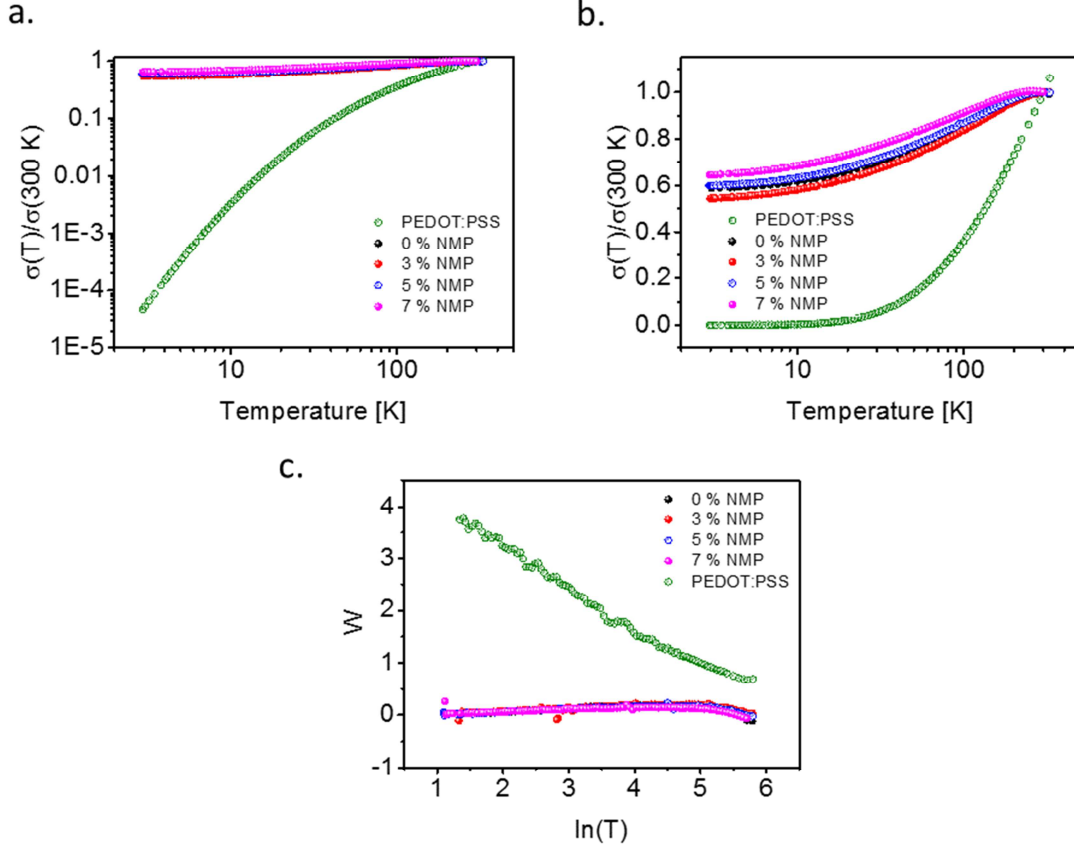 a.
σ(T)/σ(300 K)
1
0.1
0.01
1E-3
1E-4
1E-5
PEDOT:PSS
0 % NMP
3 % NMP
5 % NMP
7 % NMP
10
100
Temperature [K]
b.
σ(T)/σ(300 K)
1.0
0.8
0.6
0.4
0.2
0.0
PEDOT:PSS
0 % NMP
3 % NMP
5 % NMP
7 % NMP
10
100
Temperature [K]
c.
W
4
3
2
1
0
-1
0 % NMP
3 % NMP
5 % NMP
7 % NMP
PEDOT:PSS
1 2 3 4 5 6
ln(T)